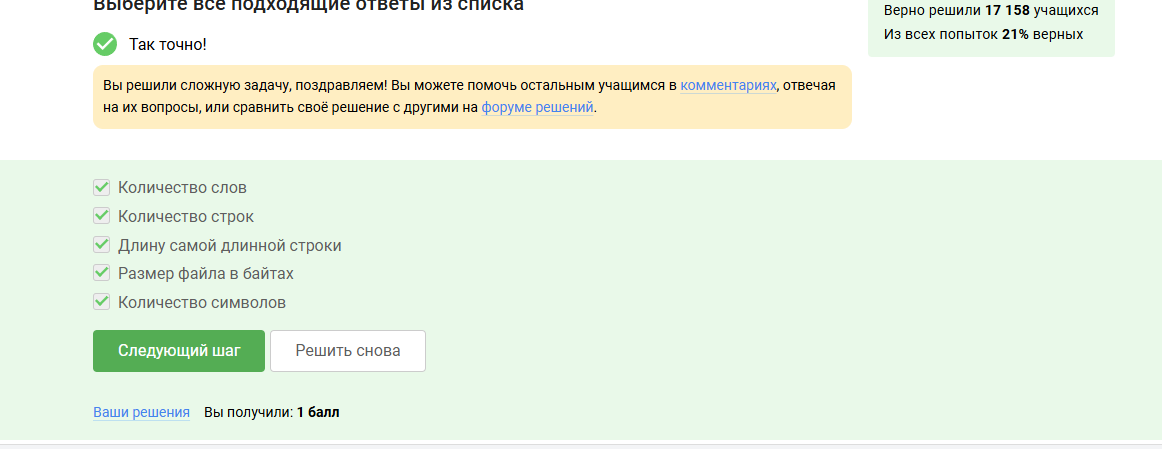 Выберите все подходящие ответы из списка
Верно решили 17 158 учащихся
Из всех попыток 21% верных
Так точно!
Вы решили сложную задачу, поздравляем! Вы можете помочь остальным учащимся в комментариях, отвечая
на их вопросы, или сравнить своё решение с другими на форуме решений.
Количество слов
Количество строк
Длину самой длинной строки
Размер файла в байтах
Количество символов
Следующий шаг
Решить снова
Ваши решения Вы получили: 1 балл